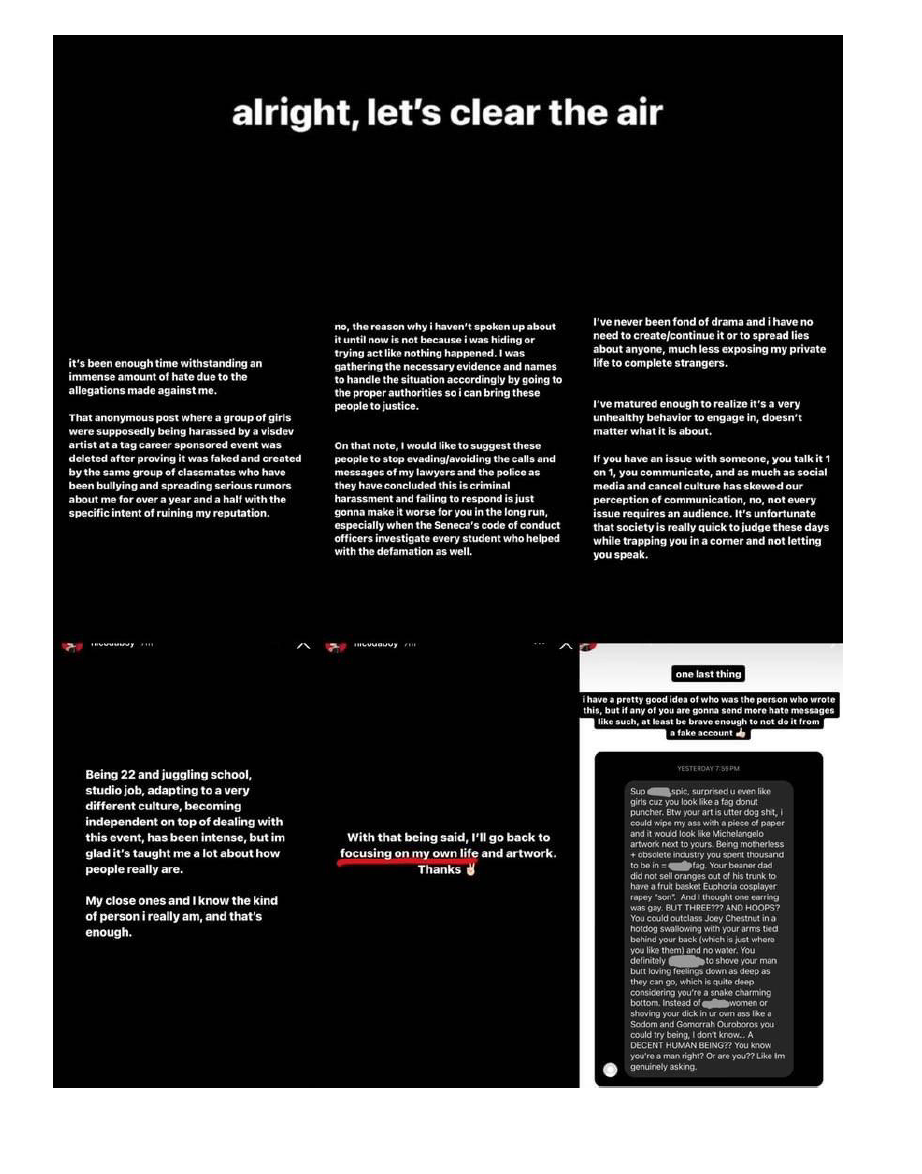 alright, let's clear the air
it's been enough time withstanding an
immense amount of hate due to the
allegations made against me.
That anonymous post where a group of girls
were supposedly being harassed by a visdev
artist at a tag career sponsored event was
deleted after proving it was faked and created
by the same group of classmates who have
been bullying and spreading serious rumors
about me for over a year and a half with the
specific intent of ruining my reputation.
no, the reason why i haven't spoken up about
it until now is not because i was hiding or
trying act like nothing happened. I was
gathering the necessary evidence and names
to handle the situation accordingly by going to
the proper authorities so i can bring these
people to justice.
On that note, I would like to suggest these
people to stop evading/avoiding the calls and
messages of my lawyers and the police as
they have concluded this is criminal
harassment and failing to respond is just
gonna make it worse for you in the long run,
especially when the Seneca's code of conduct
officers investigate every student who helped
with the defamation as well.
I've never been fond of drama and i have no
need to create/continue it or to spread lies
about anyone, much less exposing my private
life to complete strangers.
I've matured enough to realize it's a very
unhealthy behavior to engage in, doesn't
matter what it is about.
If you have an issue with someone, you talk it 1
on 1, you communicate, and as much as social
media and cancel culture has skewed our
perception of communication, no, not every
issue requires an audience. It's unfortunate
that society is really quick to judge these days
while trapping you in a corner and not letting
you speak.
Being 22 and juggling school,
studio job, adapting to a very
different culture, becoming
independent on top of dealing with
this event, has been intense, but im
glad it's taught me a lot about how
people really are.
My close ones and I know the kind
of person i really am, and that's
enough.
With that being said, I'll go back to
focusing on my own life and artwork.
Thanks ✌🏻
one last thing
i have a pretty good idea of who was the person who wrote
this, but if any of you are gonna send more hate messages
like such, at least be brave enough to not do it from
a fake account 👍🏻
YESTERDAY 7:59 PM
Sup spic, surprised u even like
girls cuz you look like a fag donut
puncher. Btw your art is utter dog shit, i
could wipe my ass with a piece of paper
and it would look like Michelangelo
artwork next to yours. Being motherless
+ obsolete industry you spent thousand
to be in = fag. Your beaner dad
did not sell oranges out of his trunk to
have a fruit basket Euphoria cosplayer
rapey "son". And I thought one earring
was gay. BUT THREE??? AND HOOPS?
You could outclass Joey Chestnut in a
hotdog swallowing with your arms tied
behind your back (which is just where
you like them) and no water. You
definitely to shove your man
butt loving feelings down as deep as
they can go, which is quite deep
considering you're a snake charming
bottom. Instead of women or
shoving your dick in ur own ass like a
Sodom and Gomorrah Ouroboros you
could try being, I don't know... A
DECENT HUMAN BEING?? You know
you're a man right? Or are you?? Like Im
genuinely asking.